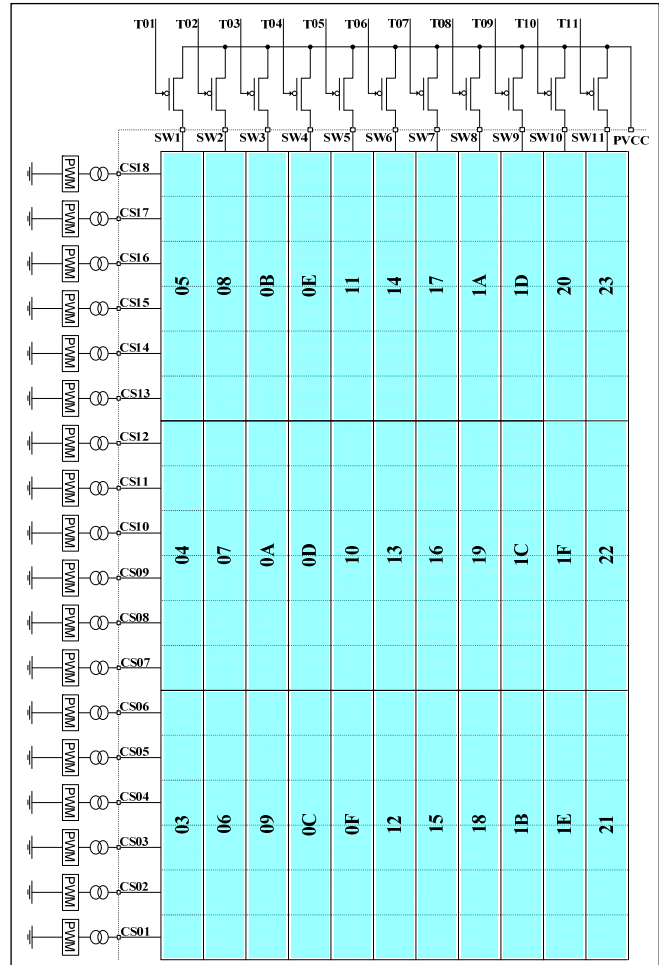 T01 T02 T03 T04 T05 T06 T07 T08 T09 T10 T11
SW1 SW2 SW3 SW4 SW5 SW6 SW7 SW8 SW9 SW10 SW11 PVCC
PWM CS18
PWM CS17
PWM CS16
05 08 0B 0E 11 14 17 1A 1D 20 23
PWM CS15
PWM CS14
PWM CS13
PWM CS12
PWM CS11
PWM CS10
04 07 0A 0D 10 13 16 19 1C 1F 22
PWM CS09
PWM CS08
PWM CS07
PWM CS06
PWM CS05
PWM CS04
03 06 09 0C 0F 12 15 18 1B 1E 21
PWM CS03
PWM CS02
PWM CS01